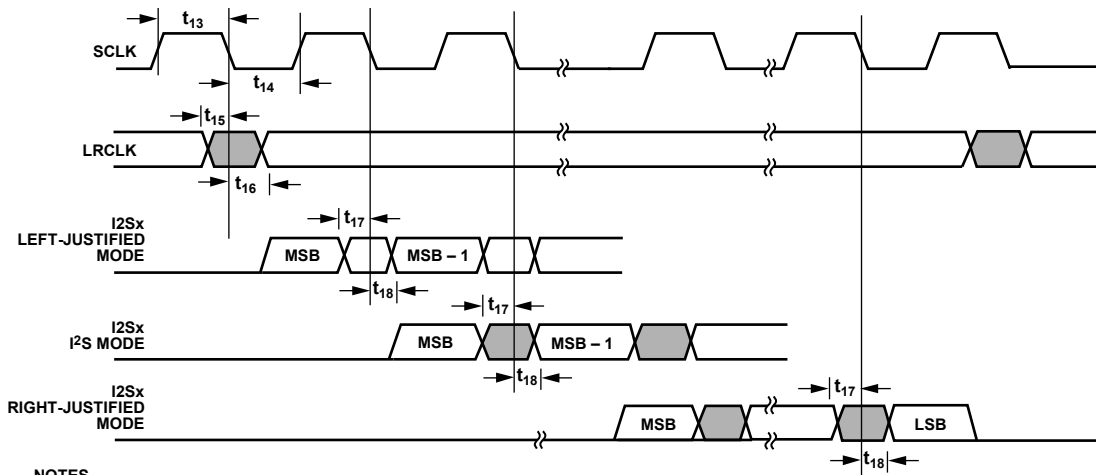 t13
SCLK
t14
t15
LRCLK
t16
I2Sx
LEFT-JUSTIFIED
MODE
t17
MSB
MSB – 1
t18
I2Sx
I2S MODE
t17
MSB
MSB – 1
t18
I2Sx
RIGHT-JUSTIFIED
MODE
t17
MSB
LSB
t18
NOTES